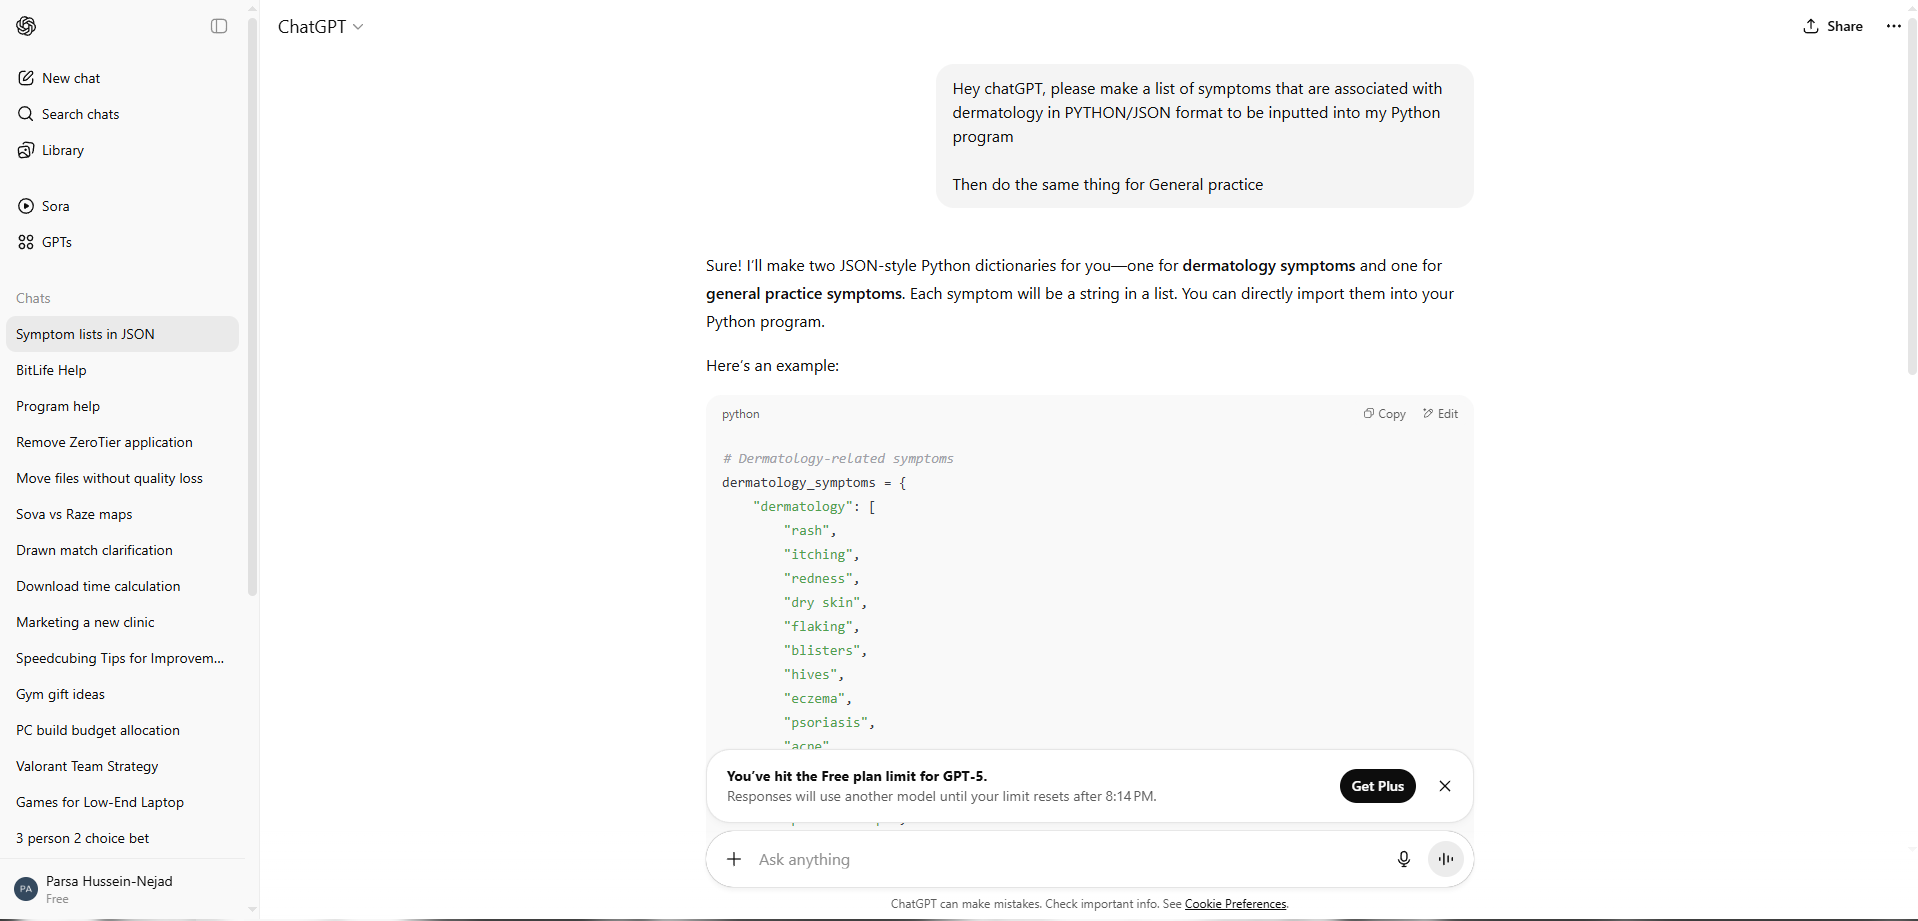 ChatGPT
Share
New chat
Search chats
Library
Sora
GPTs
Chats
Symptom lists in JSON
BitLife Help
Program help
Remove ZeroTier application
Move files without quality loss
Sova vs Raze maps
Drawn match clarification
Download time calculation
Marketing a new clinic
Speedcubing Tips for Improvem...
Gym gift ideas
PC build budget allocation
Valorant Team Strategy
Games for Low-End Laptop
3 person 2 choice bet
PA
Parsa Hussein-Nejad
Free
Hey chatGPT, please make a list of symptoms that are associated with
dermatology in PYTHON/JSON format to be inputted into my Python
program
Then do the same thing for General practice
Sure! I'll make two JSON-style Python dictionaries for you—one for dermatology symptoms and one for
general practice symptoms. Each symptom will be a string in a list. You can directly import them into your
Python program.
Here's an example:
python
Copy
Edit
# Dermatology-related symptoms
dermatology_symptoms = {
"dermatology": [
"rash",
"itching",
"redness",
"dry skin",
"flaking",
"blisters",
"hives",
"eczema",
"psoriasis",
"acne"
You've hit the Free plan limit for GPT-5.
Responses will use another model until your limit resets after 8:14 PM.
Get Plus
Ask anything
ChatGPT can make mistakes. Check important info. See Cookie Preferences.